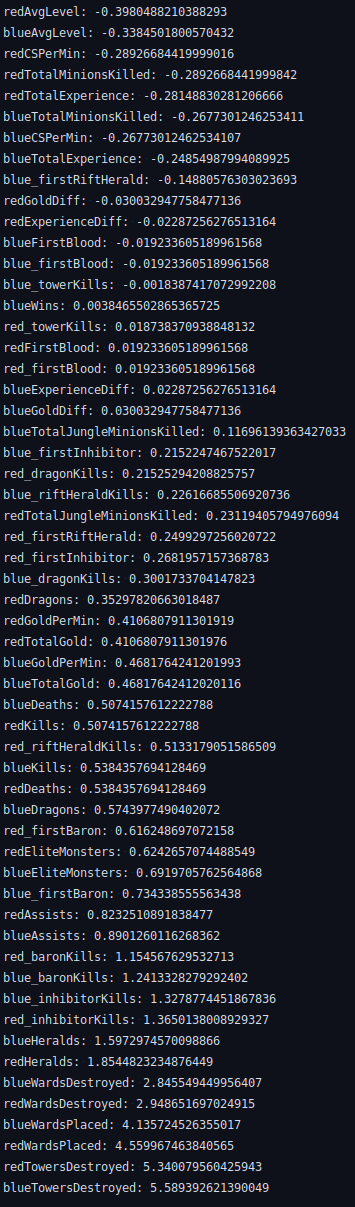 redAvgLevel: -0.3980488210388293
blueAvgLevel: -0.3384501800570432
redCSPerMin: -0.28926684419999016
redTotalMinionsKilled: -0.2892668441999842
redTotalExperience: -0.28148830281206666
blueTotalMinionsKilled: -0.2677301246253411
blueCSPerMin: -0.26773012462534107
blueTotalExperience: -0.24854987994089925
blue_firstRiftHerald: -0.14880576303023693
redGoldDiff: -0.030032947758477136
redExperienceDiff: -0.02287256276513164
blueFirstBlood: -0.019233605189961568
blue_firstBlood: -0.019233605189961568
blue_towerKills: -0.0018387417072992208
blueWins: 0.0038465502865365725
red_towerKills: 0.018738370938848132
redFirstBlood: 0.019233605189961568
red_firstBlood: 0.019233605189961568
blueExperienceDiff: 0.02287256276513164
blueGoldDiff: 0.030032947758477136
blueTotalJungleMinionsKilled: 0.11696139363427033
blue_firstInhibitor: 0.2152247467522017
red_dragonKills: 0.21525294208825757
blue_riftHeraldKills: 0.22616685506920736
redTotalJungleMinionsKilled: 0.23119405794976094
red_firstRiftHerald: 0.2499297256020722
red_firstInhibitor: 0.2681957157368783
blue_dragonKills: 0.3001733704147823
redDragons: 0.35297820663018487
redGoldPerMin: 0.4106807911301919
redTotalGold: 0.4106807911301976
blueGoldPerMin: 0.4681764241201993
blueTotalGold: 0.46817642412020116
blueDeaths: 0.5074157612222788
redKills: 0.5074157612222788
red_riftHeraldKills: 0.5133179051586509
blueKills: 0.5384357694128469
redDeaths: 0.5384357694128469
blueDragons: 0.5743977490402072
red_firstBaron: 0.616248697072158
redEliteMonsters: 0.6242657074488549
blueEliteMonsters: 0.6919705762564868
blue_firstBaron: 0.734338555563438
redAssists: 0.8232510891838477
blueAssists: 0.8901260116268362
red_baronKills: 1.154567629532713
blue_baronKills: 1.2413328279292402
blue_inhibitorKills: 1.3278774451867836
red_inhibitorKills: 1.3650138008929327
blueHeralds: 1.5972974570098866
redHeralds: 1.8544823234876449
blueWardsDestroyed: 2.845549449956407
redWardsDestroyed: 2.948651697024915
blueWardsPlaced: 4.135724526355017
redWardsPlaced: 4.559967463840565
redTowersDestroyed: 5.340079560425943
blueTowersDestroyed: 5.589392621390049